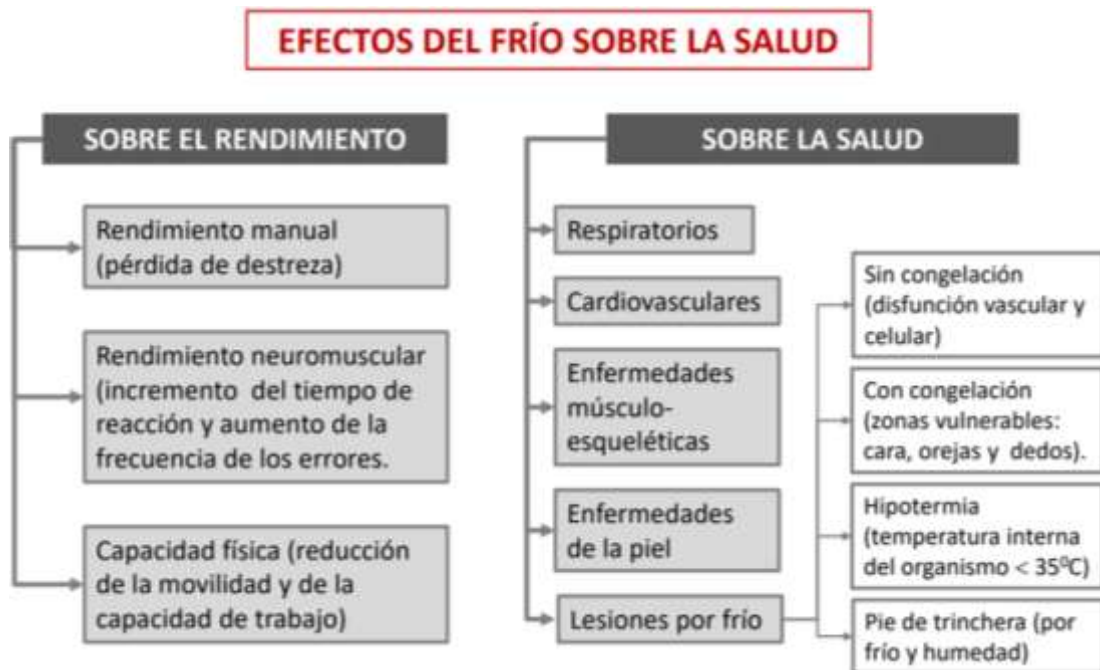 EFECTOS DEL FRÍO SOBRE LA SALUD
SOBRE EL RENDIMIENTO
Rendimiento manual
(pérdida de destreza)
Rendimiento neuromuscular
(incremento del tiempo de
reacción y aumento de la
frecuencia de los errores.
Capacidad física (reducción
de la movilidad y de la
capacidad de trabajo)
SOBRE LA SALUD
Respiratorios
Cardiovasculares
Enfermedades
músculo-
esqueléticas
Enfermedades
de la piel
Lesiones por frío
Sin congelación
(disfunción vascular y
celular)
Con congelación
(zonas vulnerables:
cara, orejas y dedos).
Hipotermia
(temperatura interna
del organismo < 35ºC)
Pie de trinchera (por
frío y humedad)